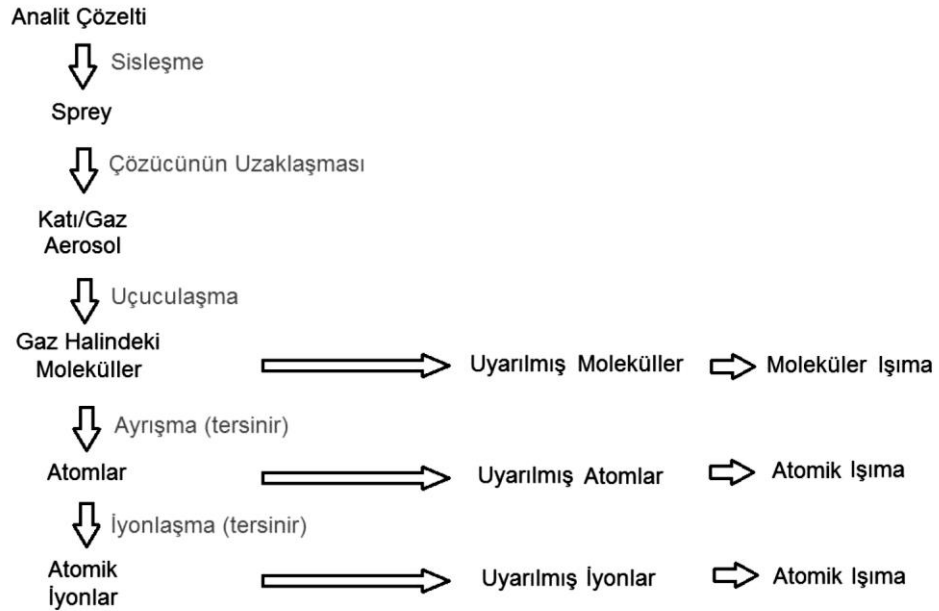 Analit Çözelti
Sisleşme
Sprey
Çözücünün Uzaklaşması
Katı/Gaz
Aerosol
Uçuculaşma
Gaz Halindeki
Moleküller
Uyarılmış Moleküller
Moleküler Işıma
Ayrışma (tersinir)
Atomlar
Uyarılmış Atomlar
Atomik Işıma
İyonlaşma (tersinir)
Atomik
İyonlar
Uyarılmış İyonlar
Atomik Işıma